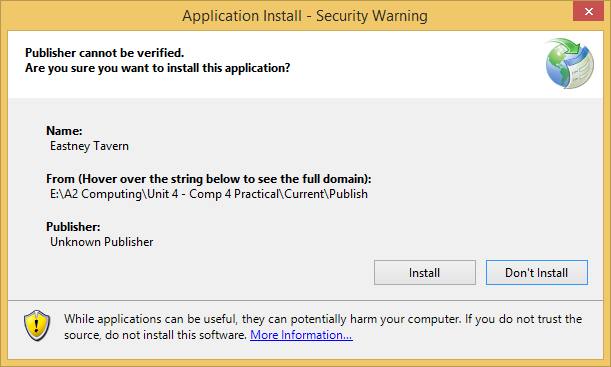 Application Install - Security Warning
Publisher cannot be verified.
Are you sure you want to install this application?
Name:
Eastney Tavern
From (Hover over the string below to see the full domain):
E:\A2 Computing\Unit 4 - Comp 4 Practical\Current\Publish
Publisher:
Unknown Publisher
Install
Don't Install
While applications can be useful, they can potentially harm your computer. If you do not trust the
source, do not install this software. More Information...